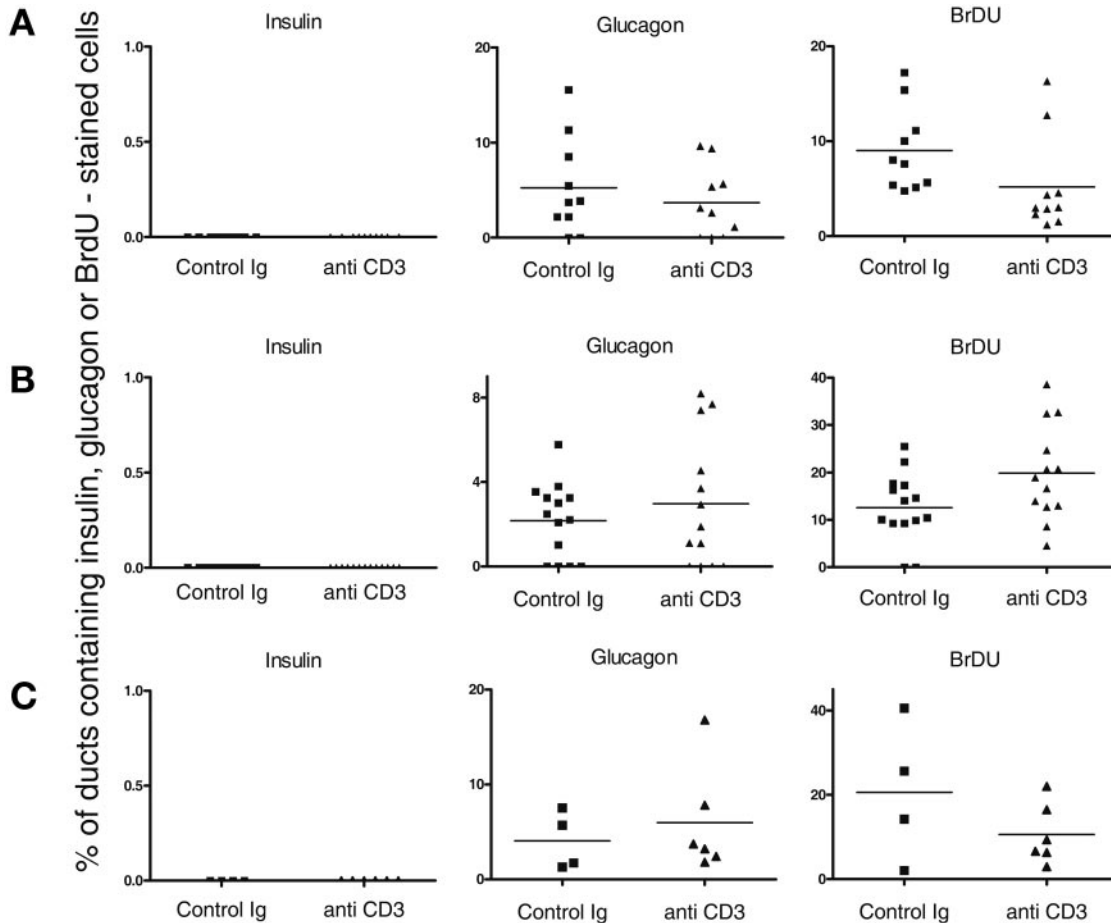 % of ducts containing insulin, glucagon or BrdU - stained cells
A
Insulin
1.0
0.5
0.0
Control Ig
anti CD3
Glucagon
20
10
0
Control Ig
anti CD3
BrDU
20
10
0
Control Ig
anti CD3
B
Insulin
1.0
0.5
0.0
Control Ig
anti CD3
Glucagon
8
4
0
Control Ig
anti CD3
BrDU
40
30
20
10
0
Control Ig
anti CD3
C
Insulin
1.0
0.5
0.0
Control Ig
anti CD3
Glucagon
20
10
0
Control Ig
anti CD3
BrDU
40
20
0
Control Ig
anti CD3